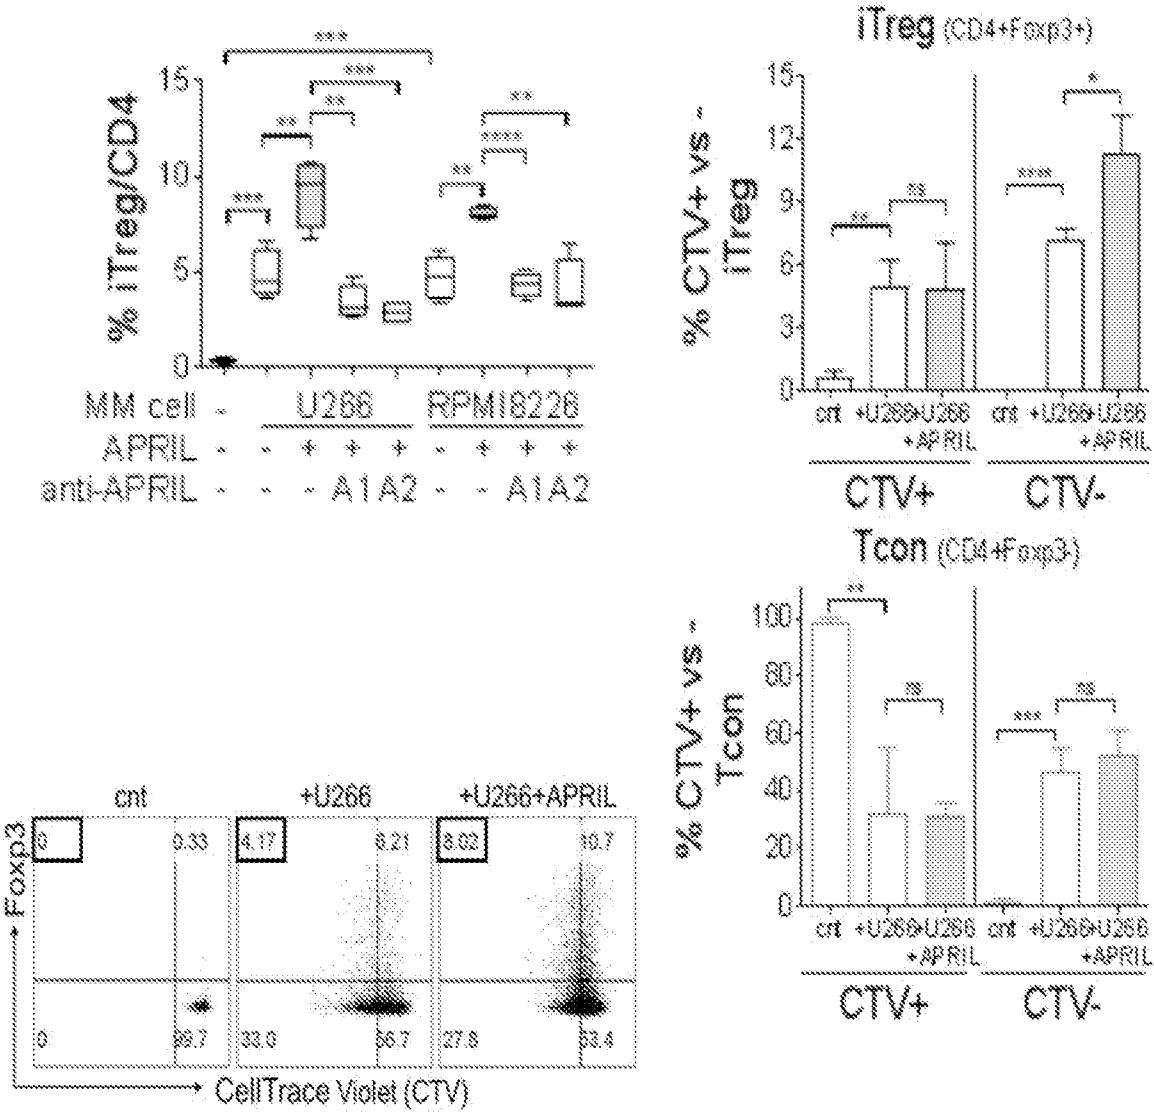 ***
***
**
**
***
**
****
**
15
10
5
0
% iTreg/CD4
MM cell - U266 RPMI8226
APRIL - - + + + - + + +
anti-APRIL - - - A1 A2 - - A1 A2
iTreg (CD4+Foxp3+)
% CTV+ vs -
iTreg
15
12
9
6
3
0
**
ns
****
*
cnt +U266 +U266 cnt +U266 +U266
+APRIL +APRIL
CTV+ CTV-
Tcon (CD4+Foxp3-)
% CTV+ vs -
Tcon
100
80
60
40
20
0
**
ns
***
ns
cnt +U266 +U266 cnt +U266 +U266
+APRIL +APRIL
CTV+ CTV-
cnt +U266 +U266+APRIL
0 0.33 4.17 6.21 8.02 10.7
0 99.7 33.0 56.7 27.8 53.4
Foxp3
CellTrace Violet (CTV)